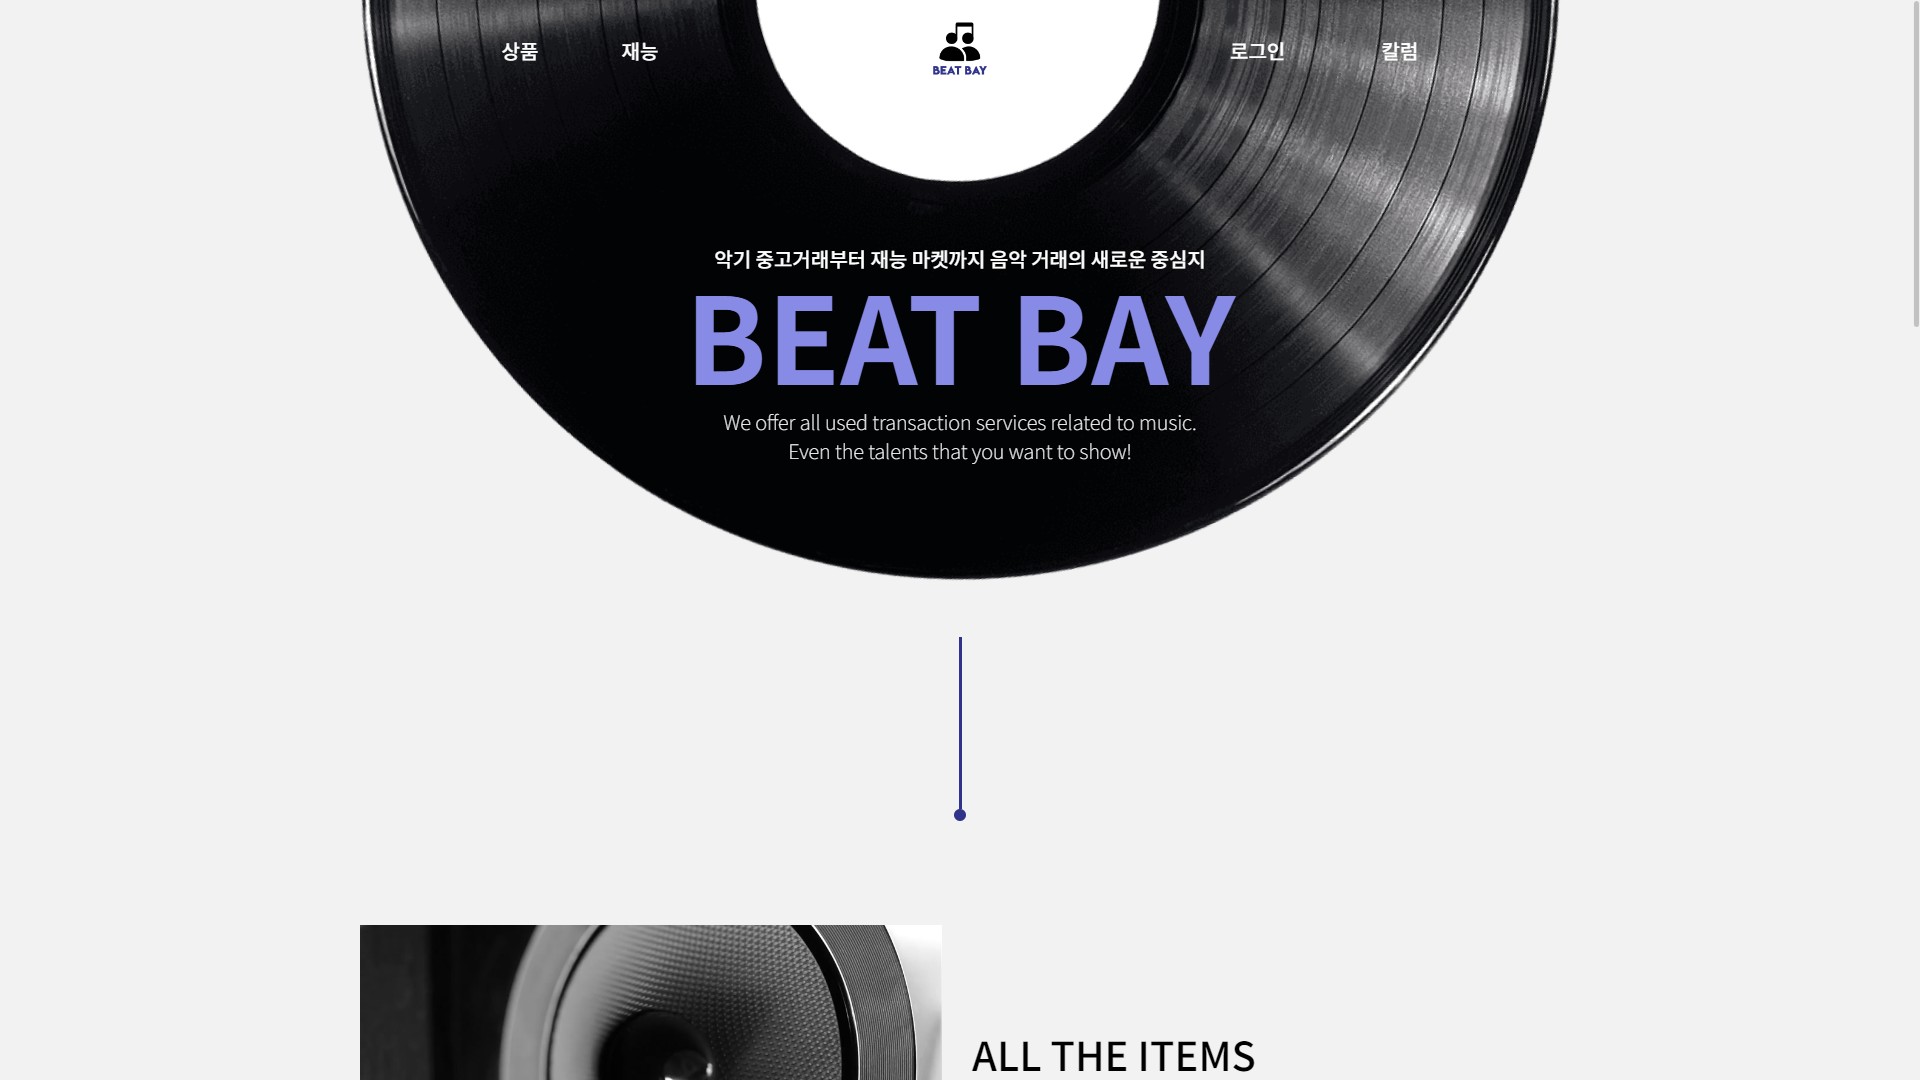 상품
재능
BEAT BAY
로그인
칼럼
악기 중고거래부터 재능 마켓까지 음악 거래의 새로운 중심지
BEAT BAY
We offer all used transaction services related to music.
Even the talents that you want to show!
ALL THE ITEMS